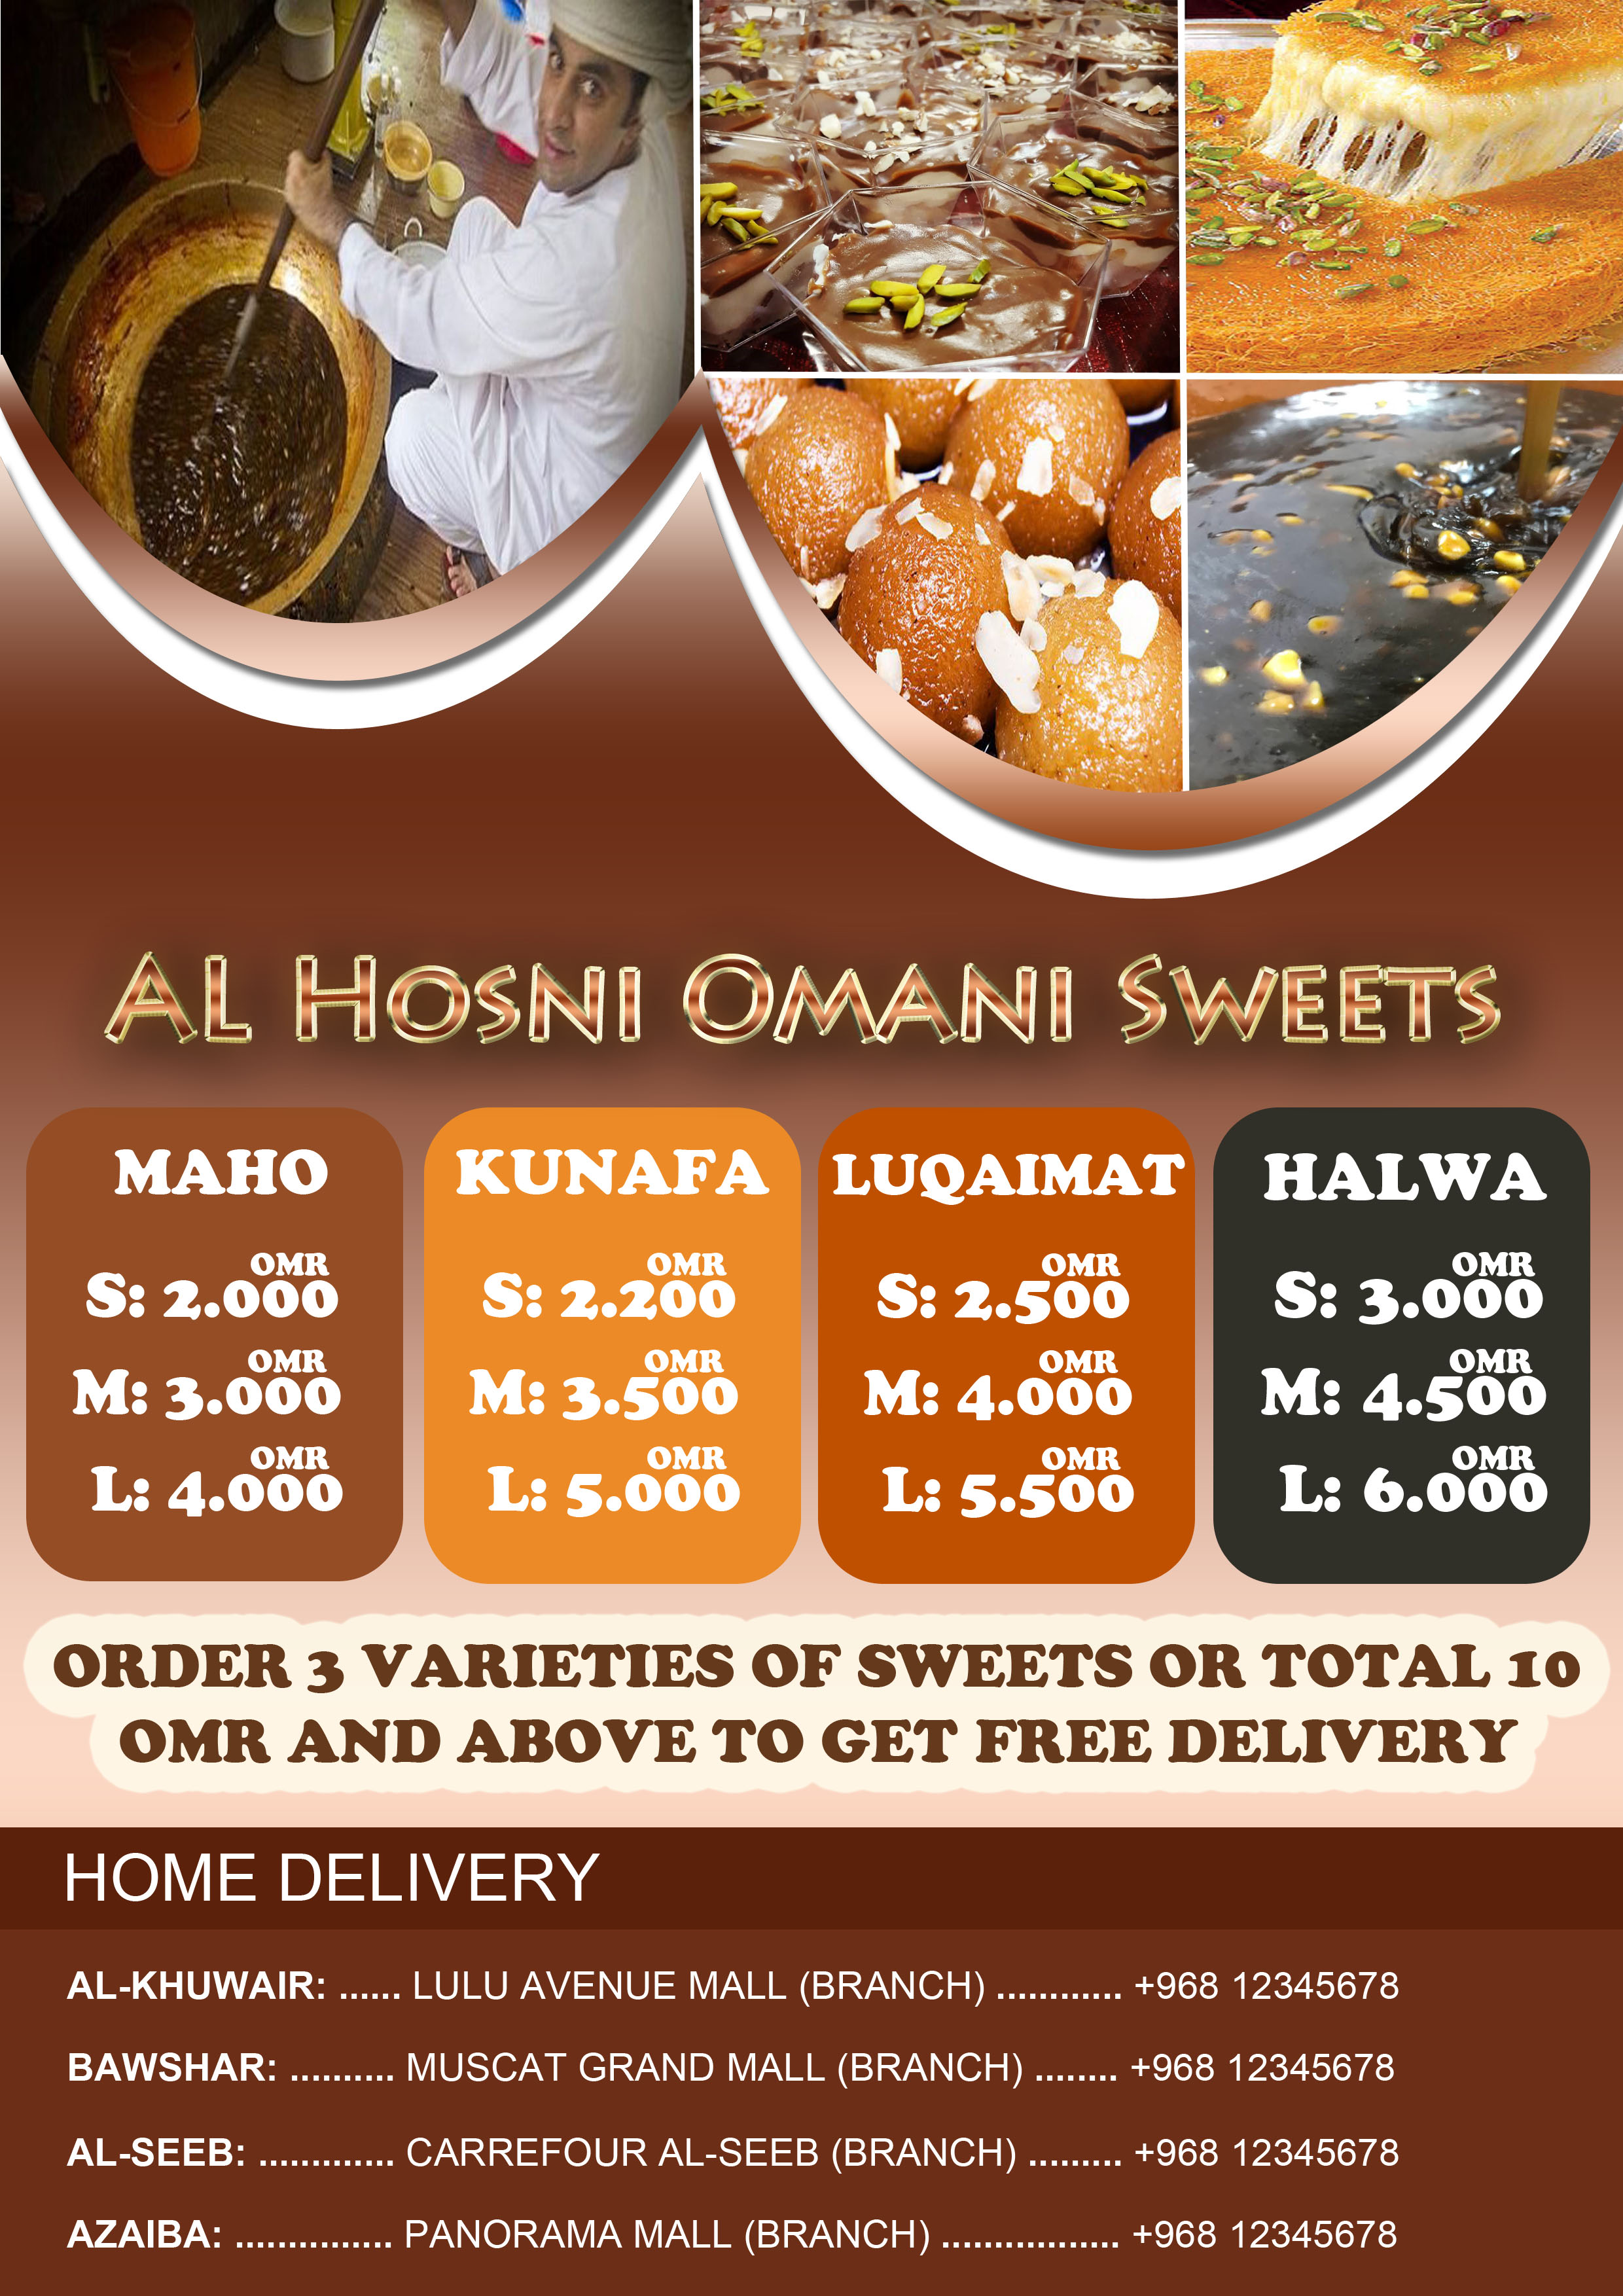 AL HOSNI OMANI SWEETS
MAHO
S: 2.000 OMR
M: 3.000 OMR
L: 4.000 OMR
KUNAFA
S: 2.200 OMR
M: 3.500 OMR
L: 5.000 OMR
LUQAIMAT
S: 2.500 OMR
M: 4.000 OMR
L: 5.500 OMR
HALWA
S: 3.000 OMR
M: 4.500 OMR
L: 6.000 OMR
ORDER 3 VARIETIES OF SWEETS OR TOTAL 10
OMR AND ABOVE TO GET FREE DELIVERY
HOME DELIVERY
AL-KHUWAIR: ...... LULU AVENUE MALL (BRANCH) ............ +968 12345678
BAWSHAR: .......... MUSCAT GRAND MALL (BRANCH) ........ +968 12345678
AL-SEEB: ............. CARREFOUR AL-SEEB (BRANCH) ......... +968 12345678
AZAIBA: ............... PANORAMA MALL (BRANCH) ................. +968 12345678